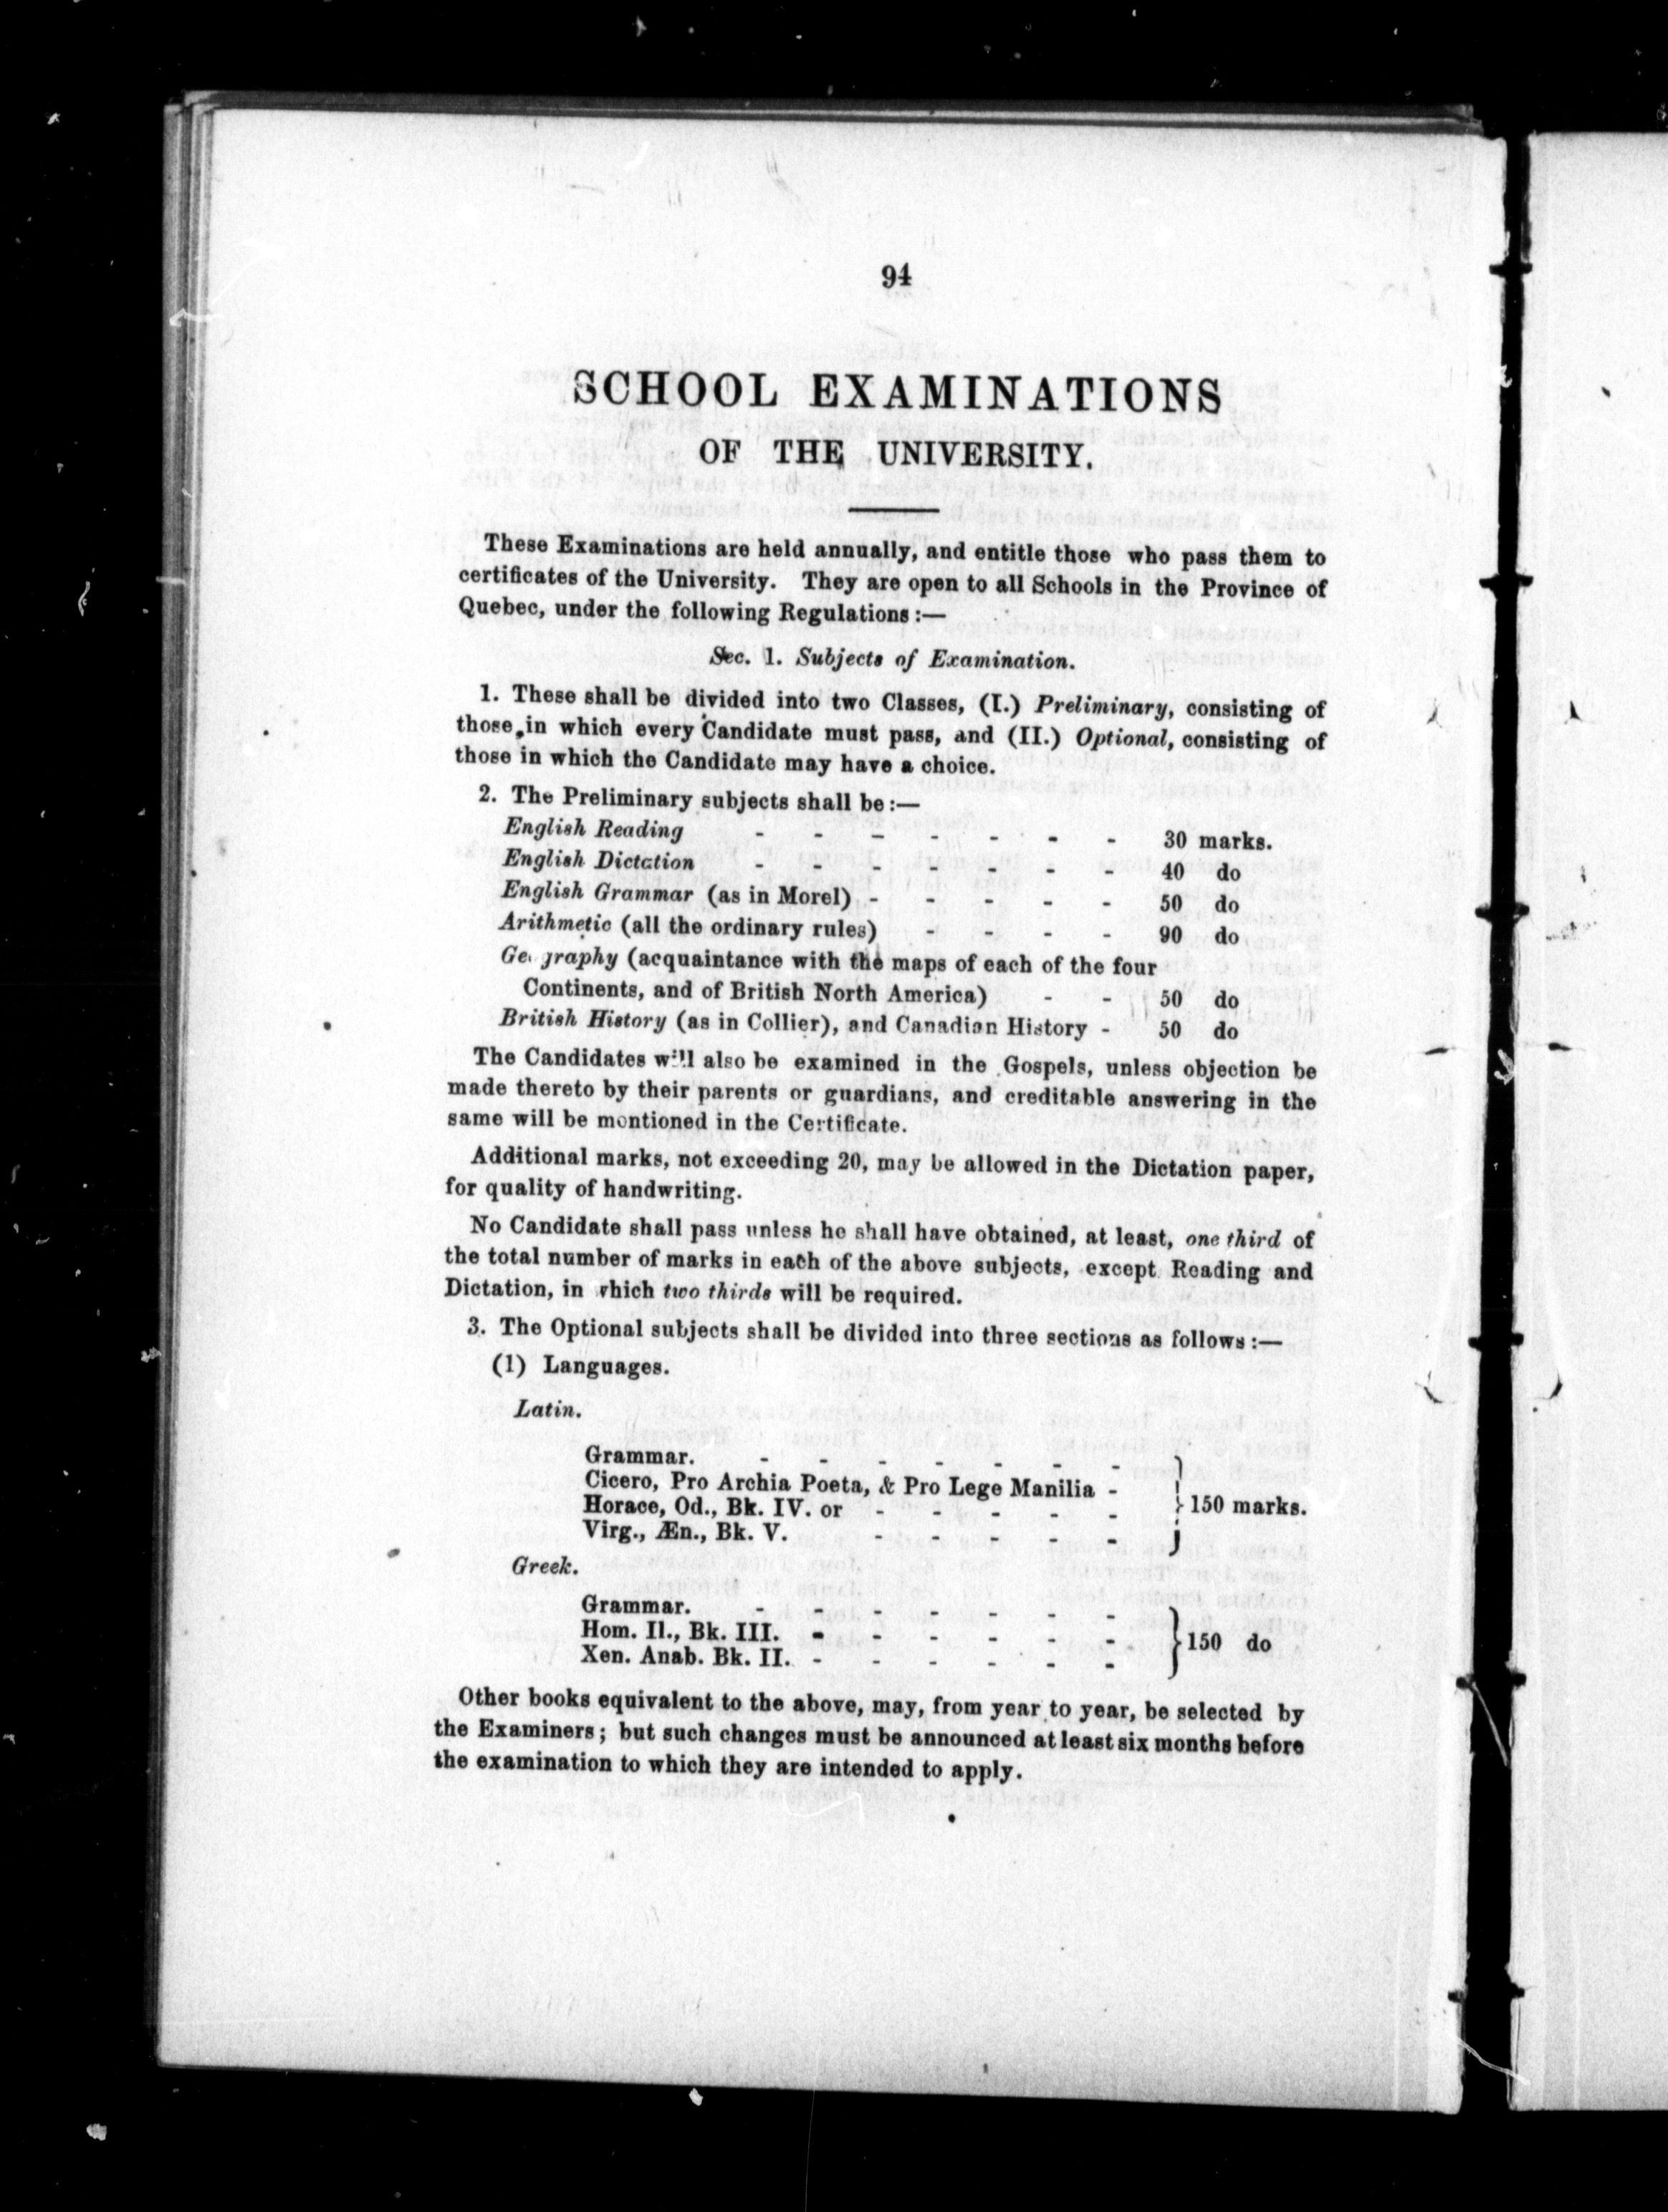 94
SCHOOL EXAMINATIONS
OF THE UNIVERSITY.
These Examinations are held annually, and entitle those who pass them to
certificates of the University. They are open to all Schools in the Province of
Quebec, under the following Regulations:—
Sec. 1. Subjects of Examination.
1. These shall be divided into two Classes, (I.) Preliminary, consisting of
those in which every Candidate must pass, and (II.) Optional, consisting of
those in which the Candidate may have a choice.
2. The Preliminary subjects shall be:—
English Reading - - - - - - - 30 marks.
English Dictation - - - - - - - 40 do
English Grammar (as in Morel) - - - - - 50 do
Arithmetic (all the ordinary rules) - - - - 90 do
Geography (acquaintance with the maps of each of the four
Continents, and of British North America) - - 50 do
British History (as in Collier), and Canadian History - 50 do
The Candidates will also be examined in the Gospels, unless objection be
made thereto by their parents or guardians, and creditable answering in the
same will be mentioned in the Certificate.
Additional marks, not exceeding 20, may be allowed in the Dictation paper,
for quality of handwriting.
No Candidate shall pass unless he shall have obtained, at least, one third of
the total number of marks in each of the above subjects, except Reading and
Dictation, in which two thirds will be required.
3. The Optional subjects shall be divided into three sections as follows:—
(1) Languages.
Latin.
Grammar. - - - - - - -
Cicero, Pro Archia Poeta, & Pro Lege Manilia -
Horace, Od., Bk. IV. or - - - - - 150 marks.
Virg., Æn., Bk. V. - - - - -
Greek.
Grammar. - - - - - - -
Hom. Il., Bk. III. - - - - - - 150 do
Xen. Anab. Bk. II. - - - - - -
Other books equivalent to the above, may, from year to year, be selected by
the Examiners; but such changes must be announced at least six months before
the examination to which they are intended to apply.